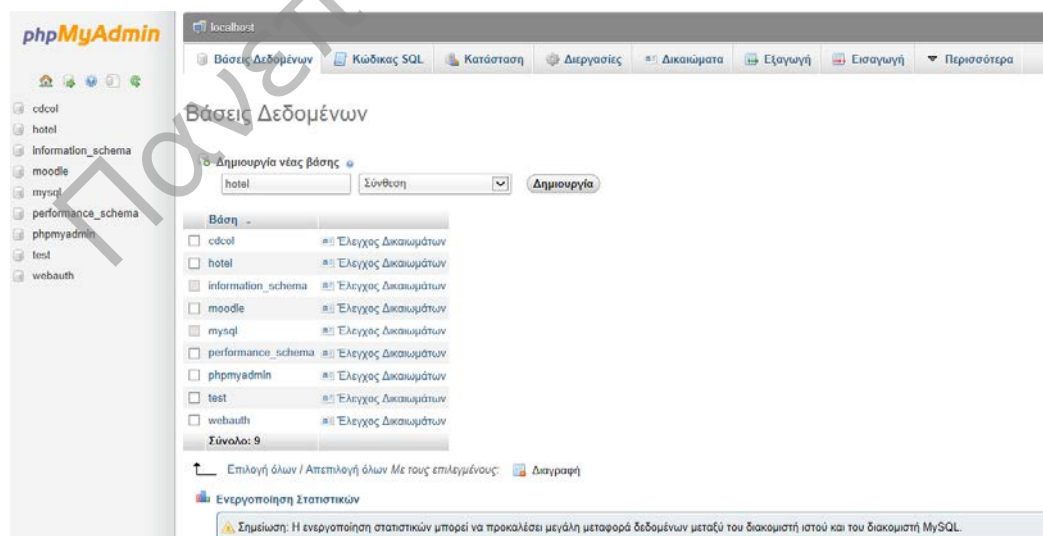 phpMyAdmin
cdcol
hotel
information_schema
moodle
mysql
performance_schema
phpmyadmin
test
webauth
localhost
Βάσεις Δεδομένων Κώδικας SQL Κατάσταση Διεργασίες Δικαιώματα Εξαγωγή Εισαγωγή Περισσότερα
Βάσεις Δεδομένων
Δημιουργία νέας βάσης
hotel Σύνθεση Δημιουργία
Βάση
cdcol Έλεγχος Δικαιωμάτων
hotel Έλεγχος Δικαιωμάτων
information_schema Έλεγχος Δικαιωμάτων
moodle Έλεγχος Δικαιωμάτων
mysql Έλεγχος Δικαιωμάτων
performance_schema Έλεγχος Δικαιωμάτων
phpmyadmin Έλεγχος Δικαιωμάτων
test Έλεγχος Δικαιωμάτων
webauth Έλεγχος Δικαιωμάτων
Σύνολο: 9
Επιλογή όλων / Απεπιλογή όλων Με τους επιλεγμένους: Διαγραφή
Ενεργοποίηση Στατιστικών
Σημείωση: Η ενεργοποίηση στατιστικών μπορεί να προκαλέσει μεγάλη μεταφορά δεδομένων μεταξύ του διακομιστή ιστού και του διακομιστή MySQL.